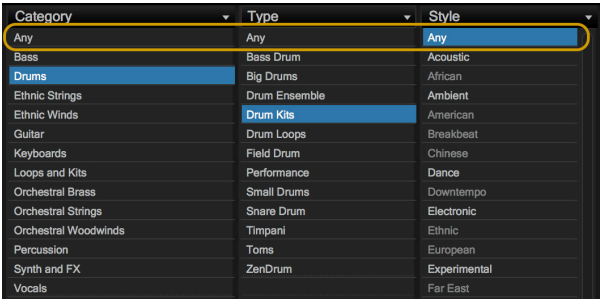 Category Type Style
Any Any Any
Bass Bass Drum Acoustic
Drums Big Drums African
Ethnic Strings Drum Ensemble Ambient
Ethnic Winds Drum Kits American
Guitar Drum Loops Breakbeat
Keyboards Field Drum Chinese
Loops and Kits Performance Dance
Orchestral Brass Small Drums Downtempo
Orchestral Strings Snare Drum Electronic
Orchestral Woodwinds Timpani Ethnic
Percussion Toms European
Synth and FX ZenDrum Experimental
Vocals Far East